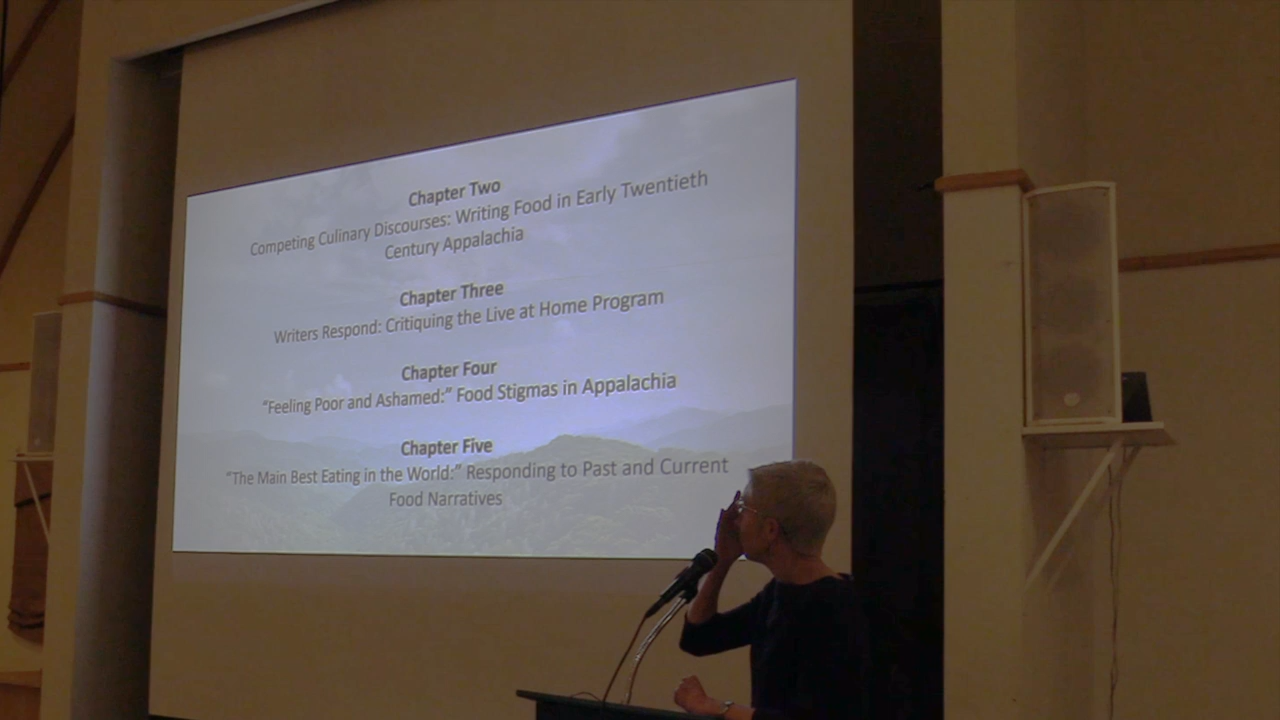 Chapter Two
Competing Culinary Discourses: Writing Food in Early Twentieth
Century Appalachia
Chapter Three
Writers Respond: Critiquing the Live at Home Program
Chapter Four
“Feeling Poor and Ashamed:” Food Stigmas in Appalachia
Chapter Five
“The Main Best Eating in the World:” Responding to Past and Current
Food Narratives